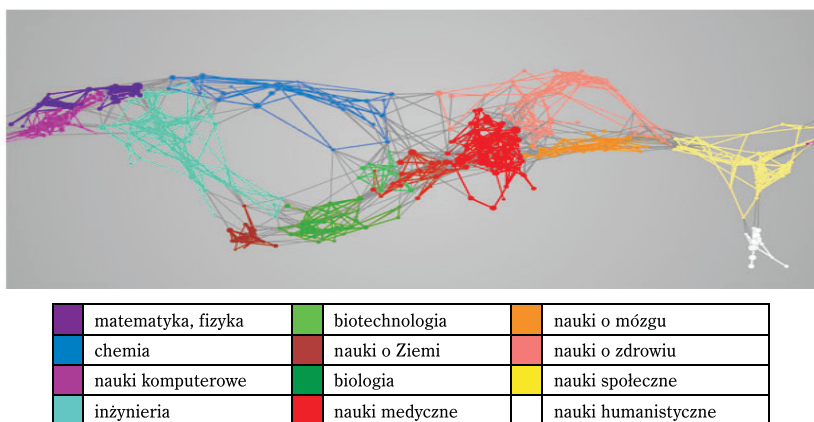 matematyka, fizyka biotechnologia nauki o mózgu
chemia nauki o Ziemi nauki o zdrowiu
nauki komputerowe biologia nauki społeczne
inżynieria nauki medyczne nauki humanistyczne